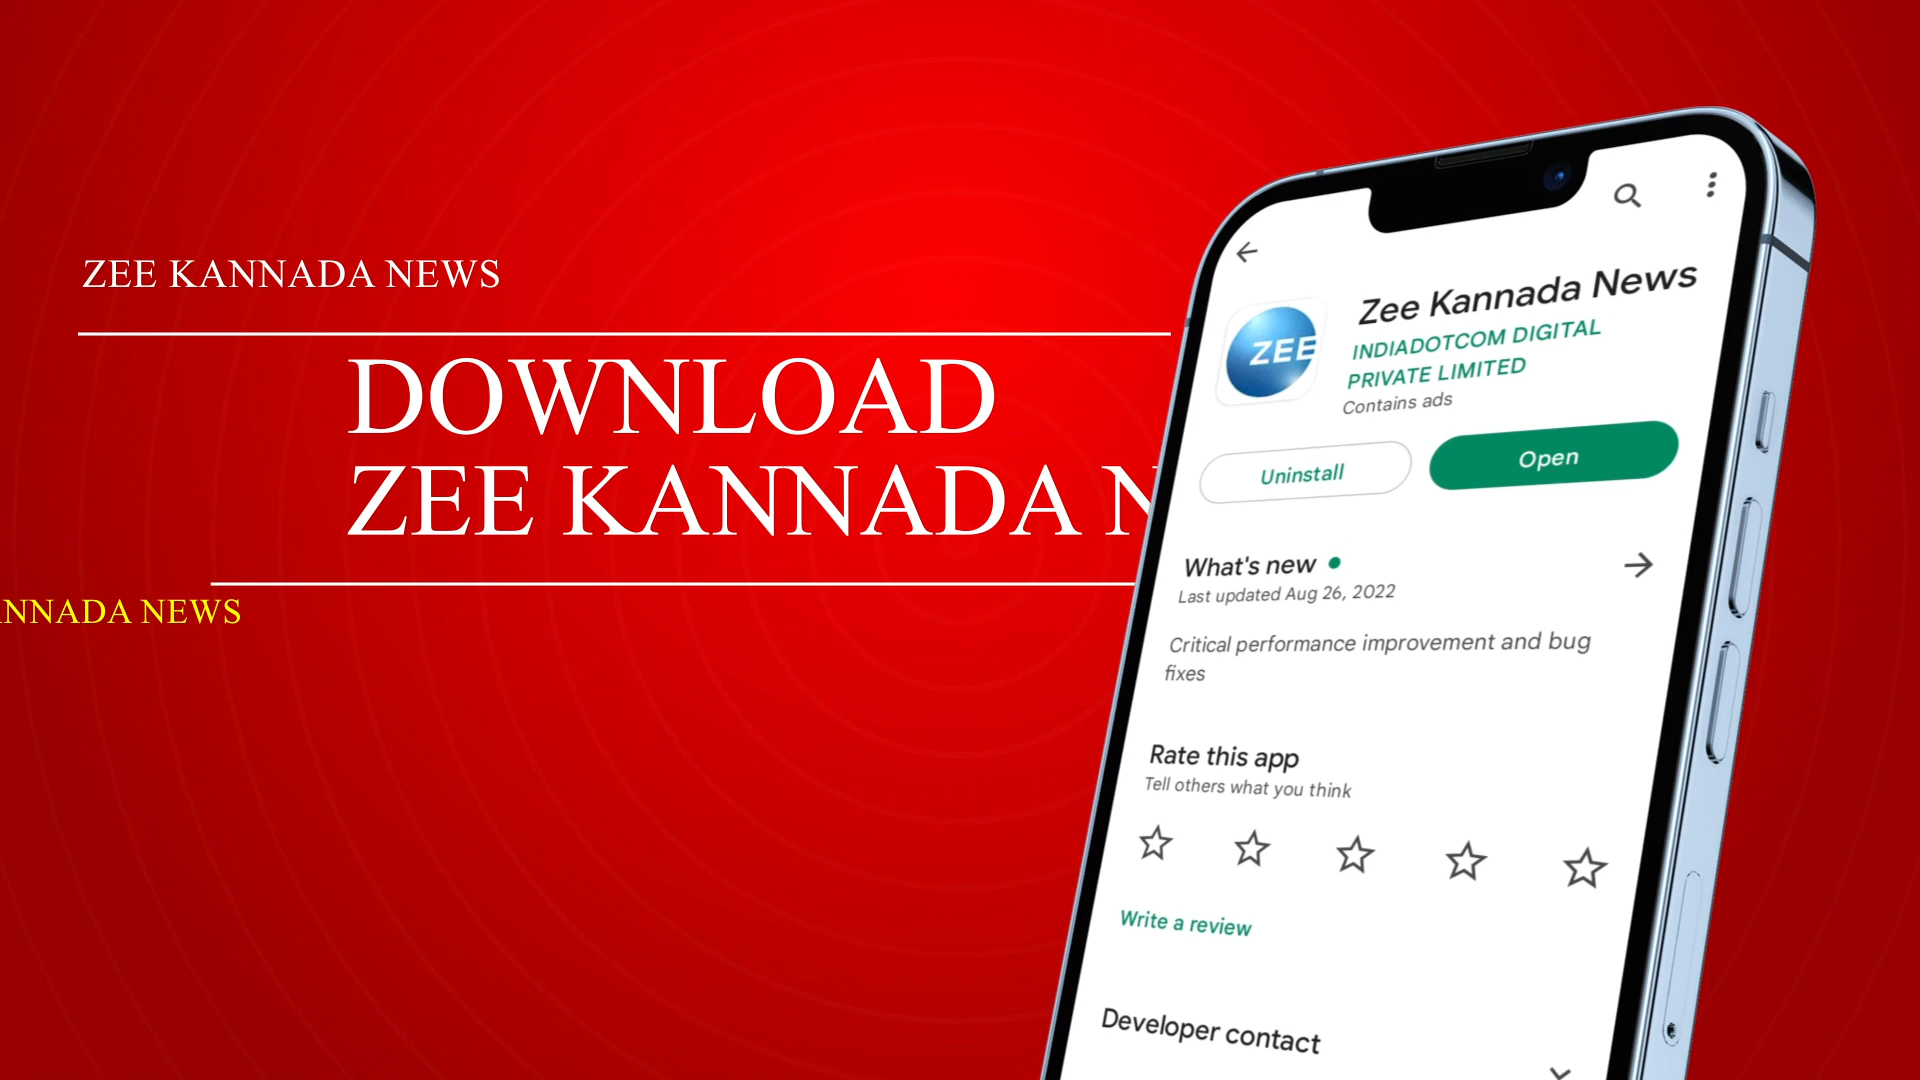 ZEE KANNADA NEWS
DOWNLOAD
ZEE KANNADA N
NNADA NEWS
Zee Kannada News
INDIADOTCOM DIGITAL
PRIVATE LIMITED
Contains ads
ZEE
Uninstall
Open
What's new
Last updated Aug 26, 2022
Critical performance improvement and bug
fixes
Rate this app
Tell others what you think
Write a review
Developer contact